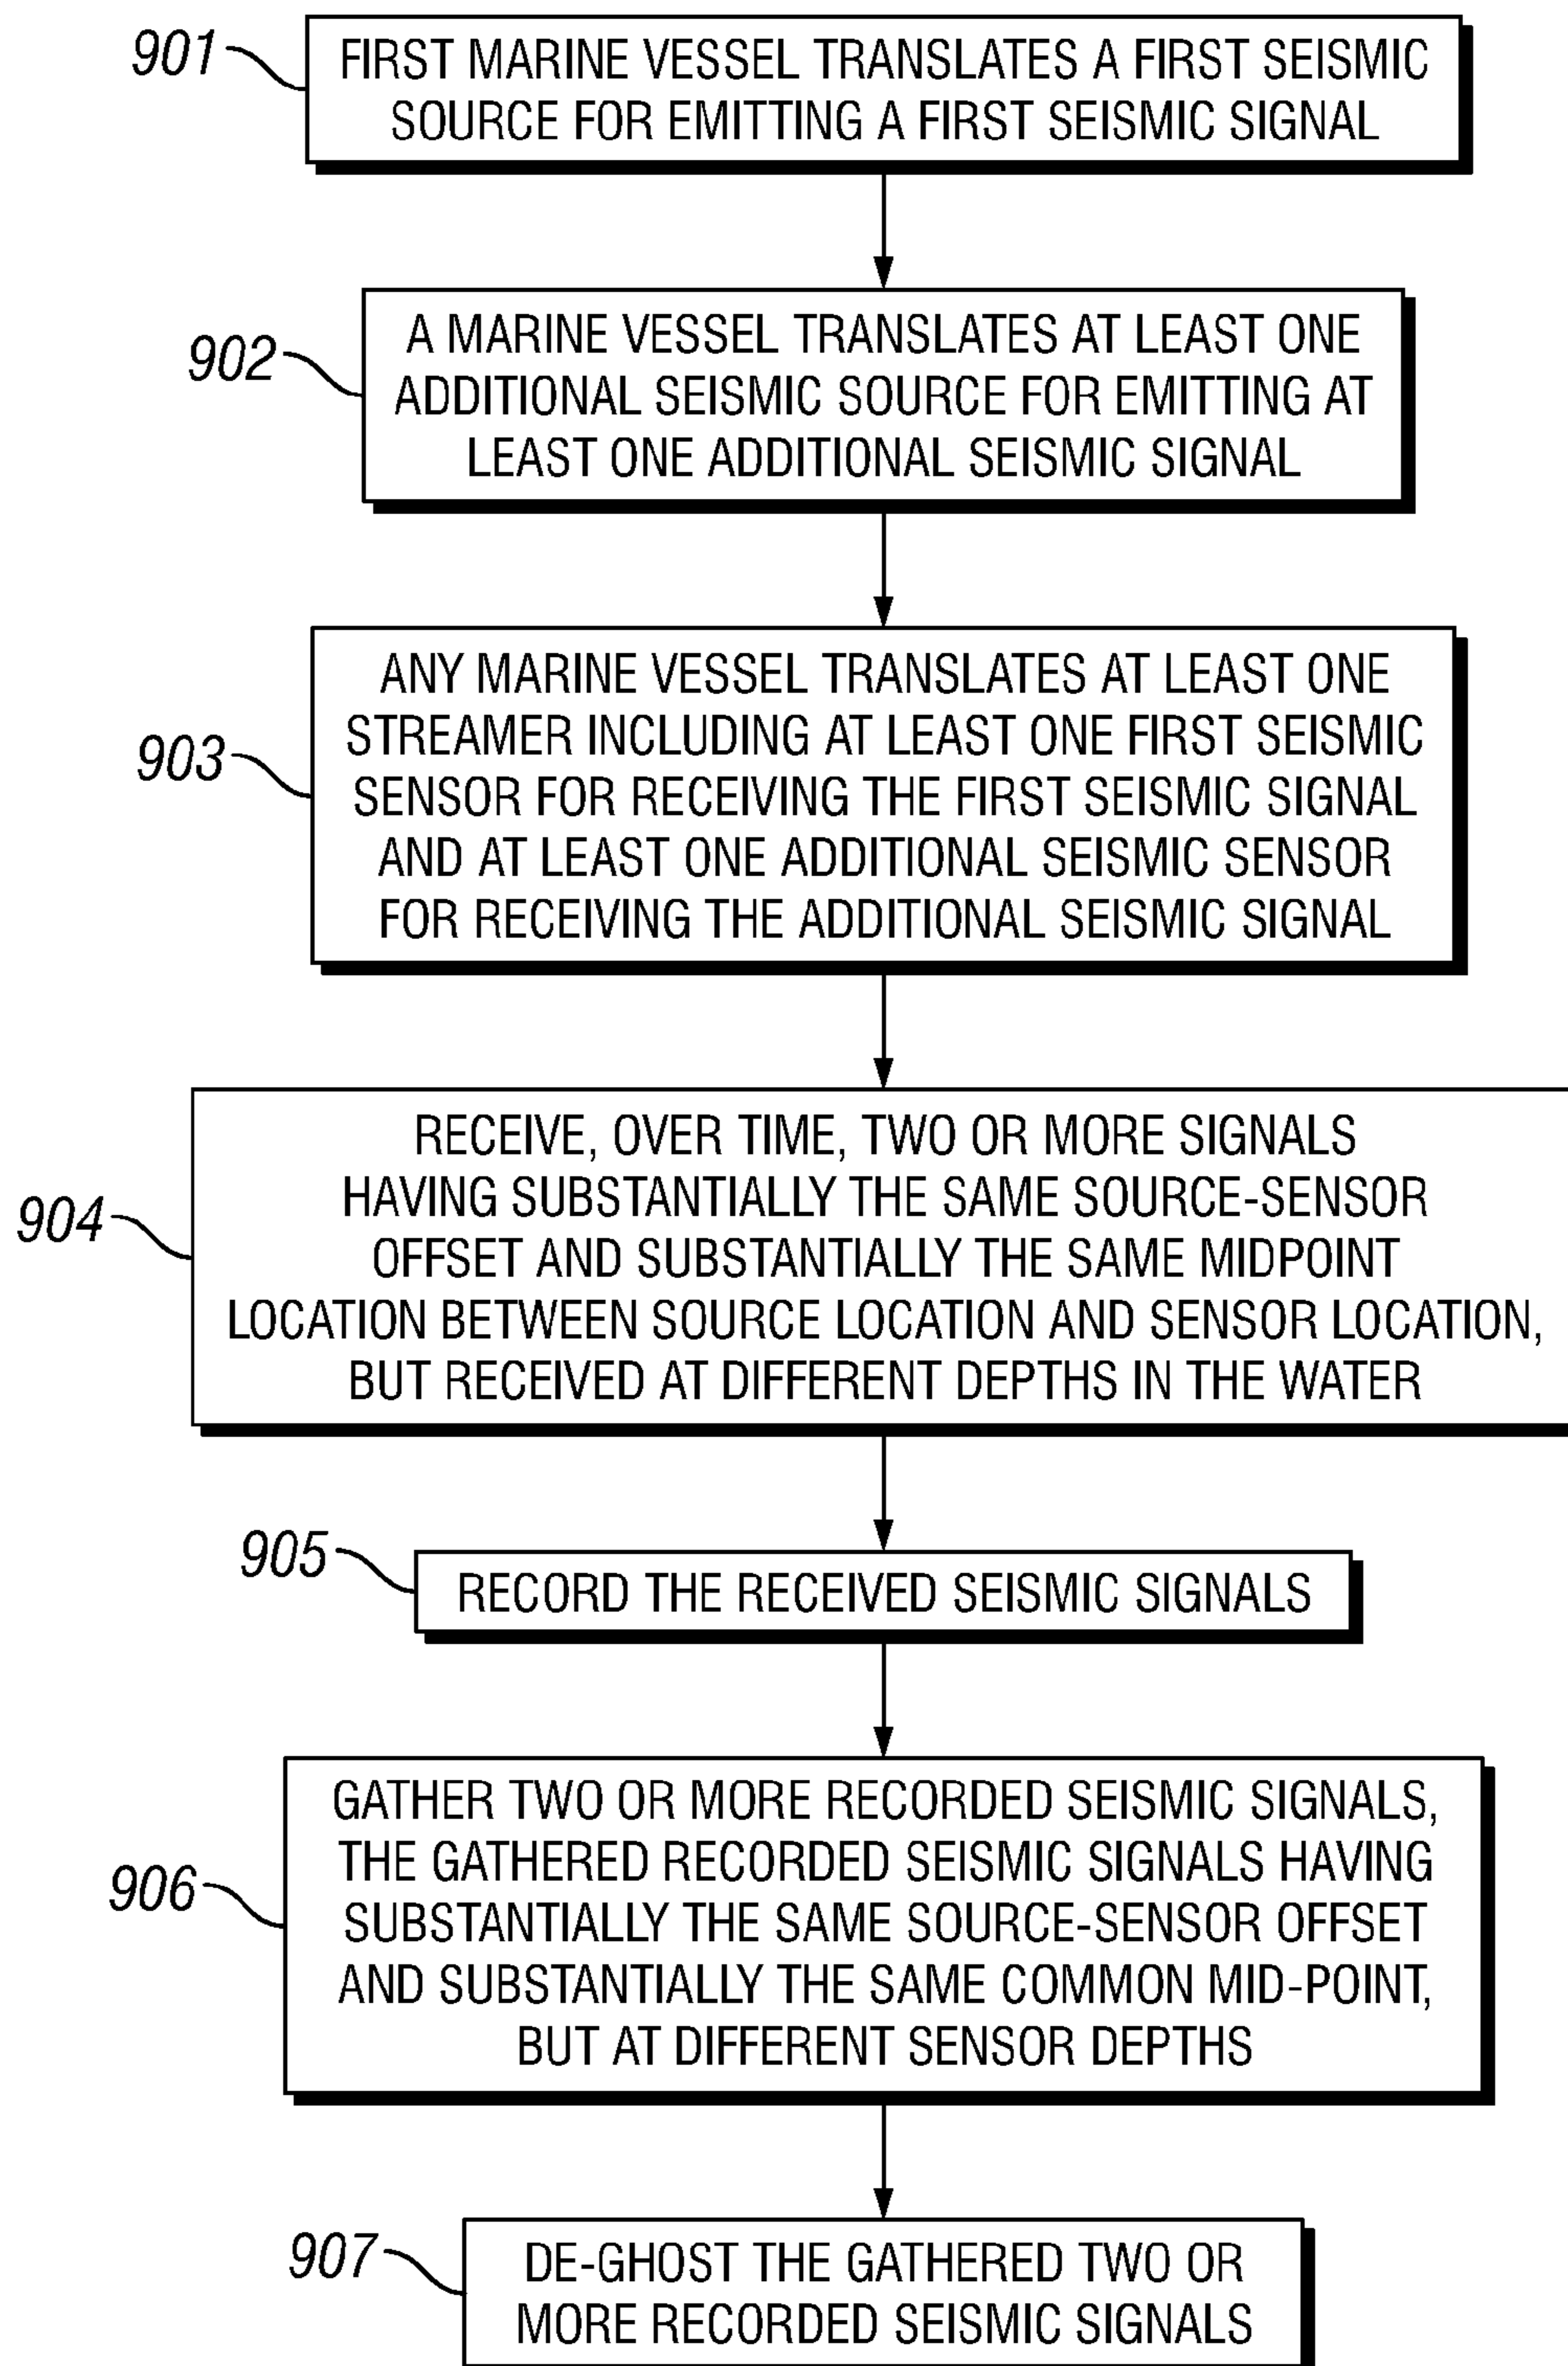 901
FIRST MARINE VESSEL TRANSLATES A FIRST SEISMIC
SOURCE FOR EMITTING A FIRST SEISMIC SIGNAL
902
A MARINE VESSEL TRANSLATES AT LEAST ONE
ADDITIONAL SEISMIC SOURCE FOR EMITTING AT
LEAST ONE ADDITIONAL SEISMIC SIGNAL
903
ANY MARINE VESSEL TRANSLATES AT LEAST ONE
STREAMER INCLUDING AT LEAST ONE FIRST SEISMIC
SENSOR FOR RECEIVING THE FIRST SEISMIC SIGNAL
AND AT LEAST ONE ADDITIONAL SEISMIC SENSOR
FOR RECEIVING THE ADDITIONAL SEISMIC SIGNAL
904
RECEIVE, OVER TIME, TWO OR MORE SIGNALS
HAVING SUBSTANTIALLY THE SAME SOURCE-SENSOR
OFFSET AND SUBSTANTIALLY THE SAME MIDPOINT
LOCATION BETWEEN SOURCE LOCATION AND SENSOR LOCATION,
BUT RECEIVED AT DIFFERENT DEPTHS IN THE WATER
905
RECORD THE RECEIVED SEISMIC SIGNALS
906
GATHER TWO OR MORE RECORDED SEISMIC SIGNALS,
THE GATHERED RECORDED SEISMIC SIGNALS HAVING
SUBSTANTIALLY THE SAME SOURCE-SENSOR OFFSET
AND SUBSTANTIALLY THE SAME COMMON MID-POINT,
BUT AT DIFFERENT SENSOR DEPTHS
907
DE-GHOST THE GATHERED TWO OR
MORE RECORDED SEISMIC SIGNALS